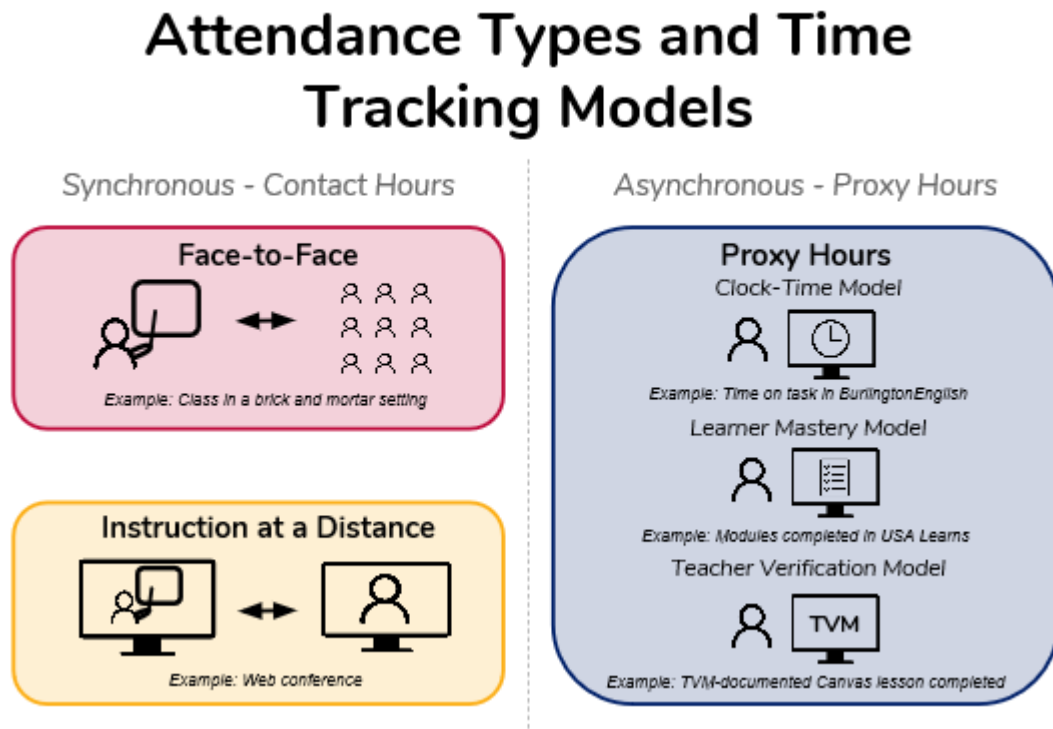 Attendance Types and Time
Tracking Models
Synchronous - Contact Hours
Face-to-Face
Example: Class in a brick and mortar setting
Instruction at a Distance
Example: Web conference
Asynchronous - Proxy Hours
Proxy Hours
Clock-Time Model
Example: Time on task in BurlingtonEnglish
Learner Mastery Model
Example: Modules completed in USA Learns
Teacher Verification Model
TVM
Example: TVM-documented Canvas lesson completed